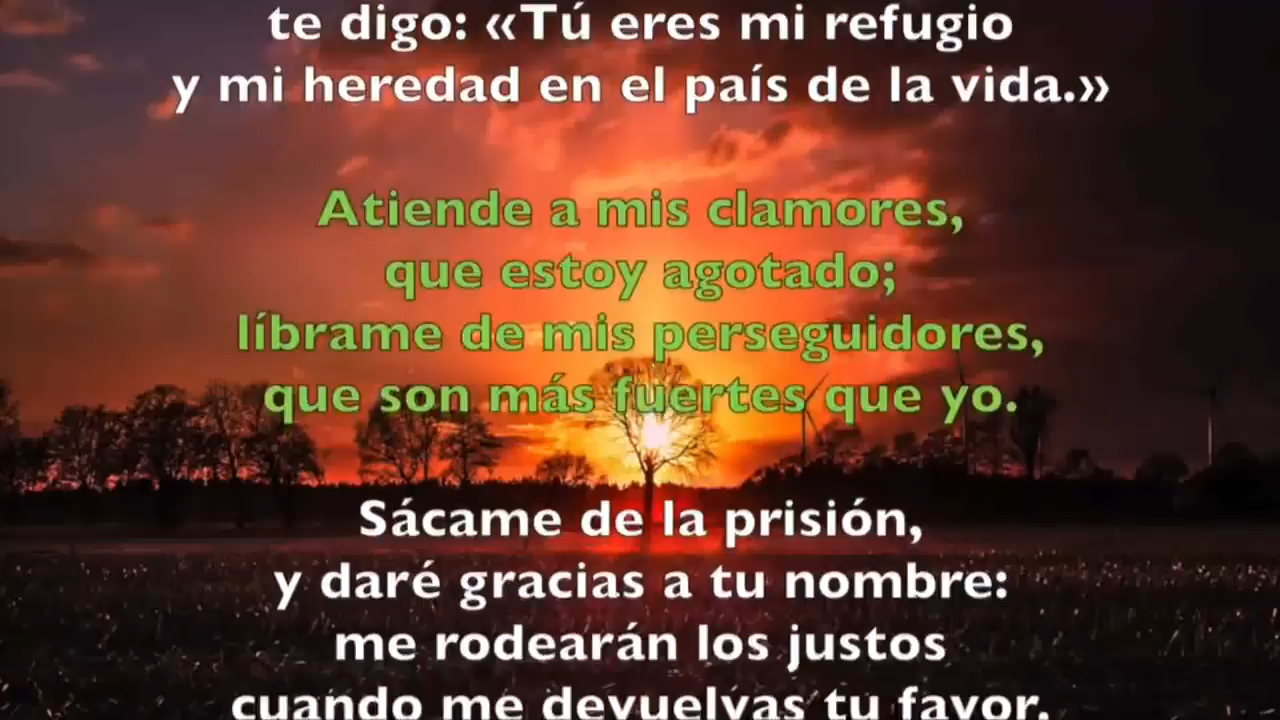 te digo: «Tú eres mi refugio
y mi heredad en el país de la vida.»
Atiende a mis clamores,
que estoy agotado;
líbrame de mis perseguidores,
que son más fuertes que yo.
Sácame de la prisión,
y daré gracias a tu nombre:
me rodearán los justos
cuando me devuelvas tu favor.